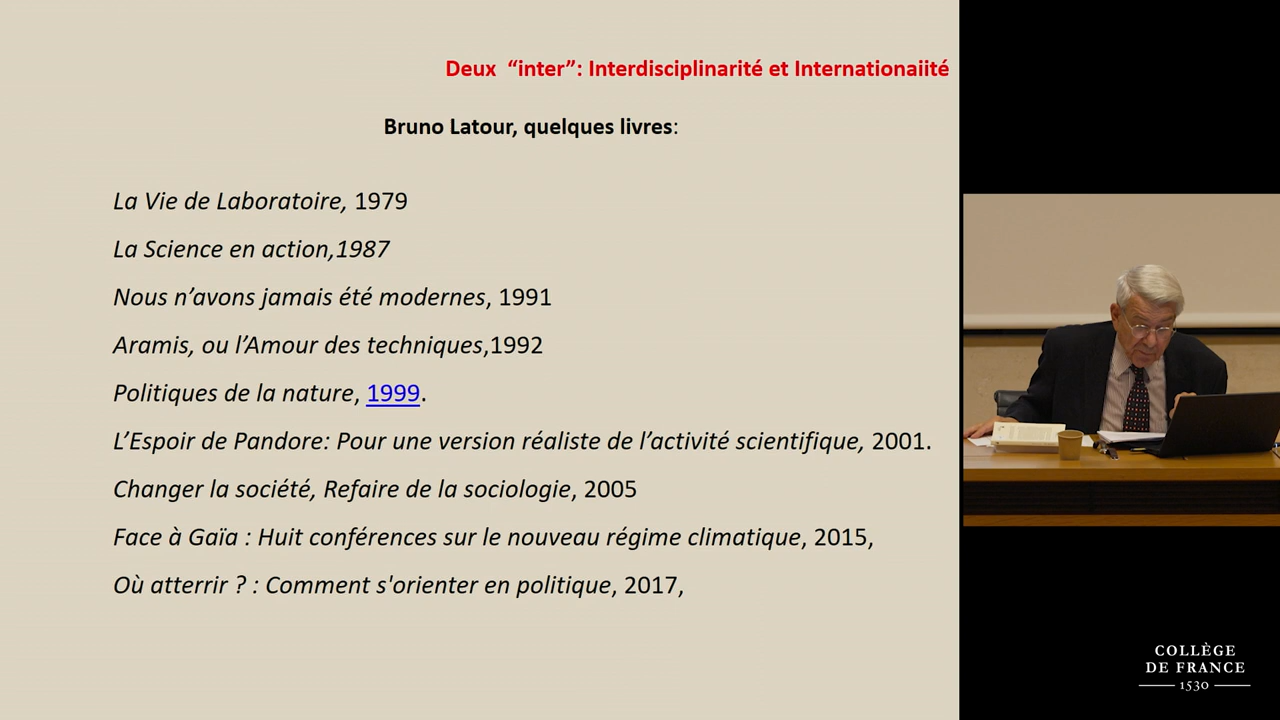 Deux “inter”: Interdisciplinarité et Internationaiité
Bruno Latour, quelques livres:
La Vie de Laboratoire, 1979
La Science en action,1987
Nous n’avons jamais été modernes, 1991
Aramis, ou l’Amour des techniques,1992
Politiques de la nature, 1999.
L’Espoir de Pandore: Pour une version réaliste de l’activité scientifique, 2001.
Changer la société, Refaire de la sociologie, 2005
Face à Gaïa : Huit conférences sur le nouveau régime climatique, 2015,
Où atterrir ? : Comment s'orienter en politique, 2017,
COLLÈGE
DE FRANCE
1530